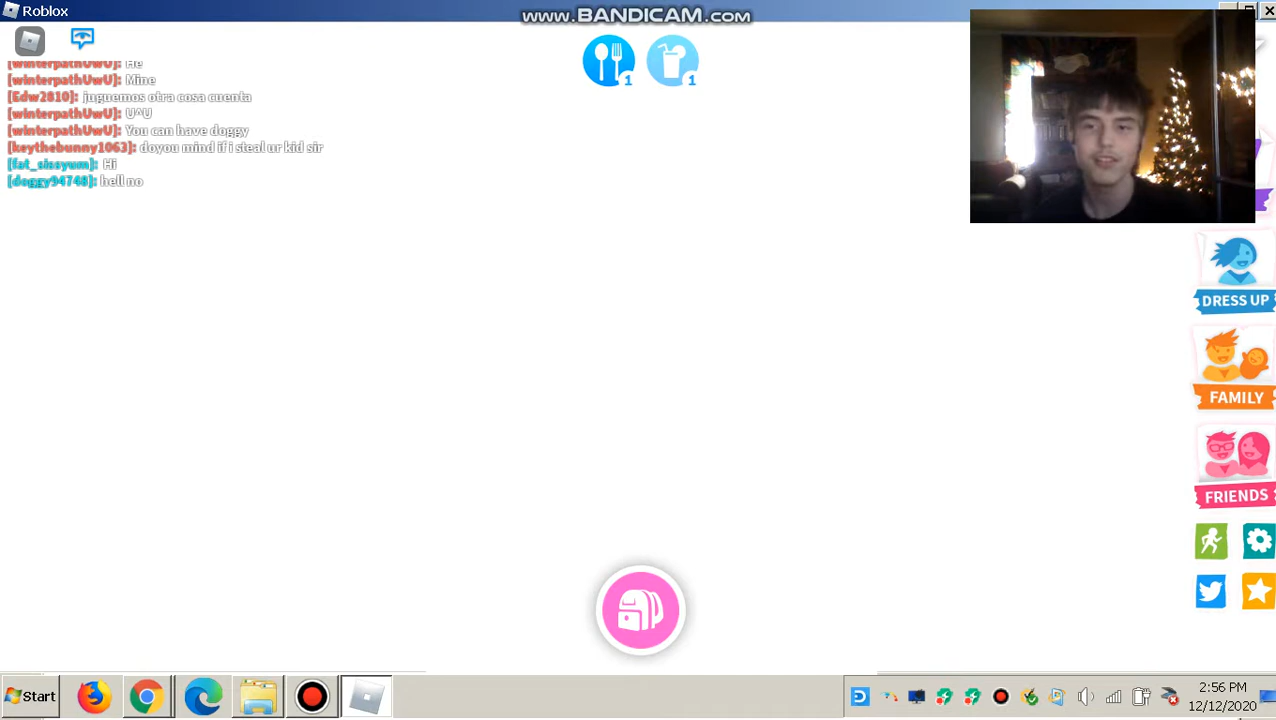 Roblox
www.BANDICAM.com
[winterpathUwU]: He
[winterpathUwU]: Mine
[Edw2810]: juguemos otra cosa cuenta
[winterpathUwU]: U^U
[winterpathUwU]: You can have doggy
[keythebunny1063]: doyou mind if i steal ur kid sir
[fat_sissyum]: Hi
[doggy94748]: hell no
1
1
DRESS UP
FAMILY
FRIENDS
Start
2:56 PM
12/12/2020